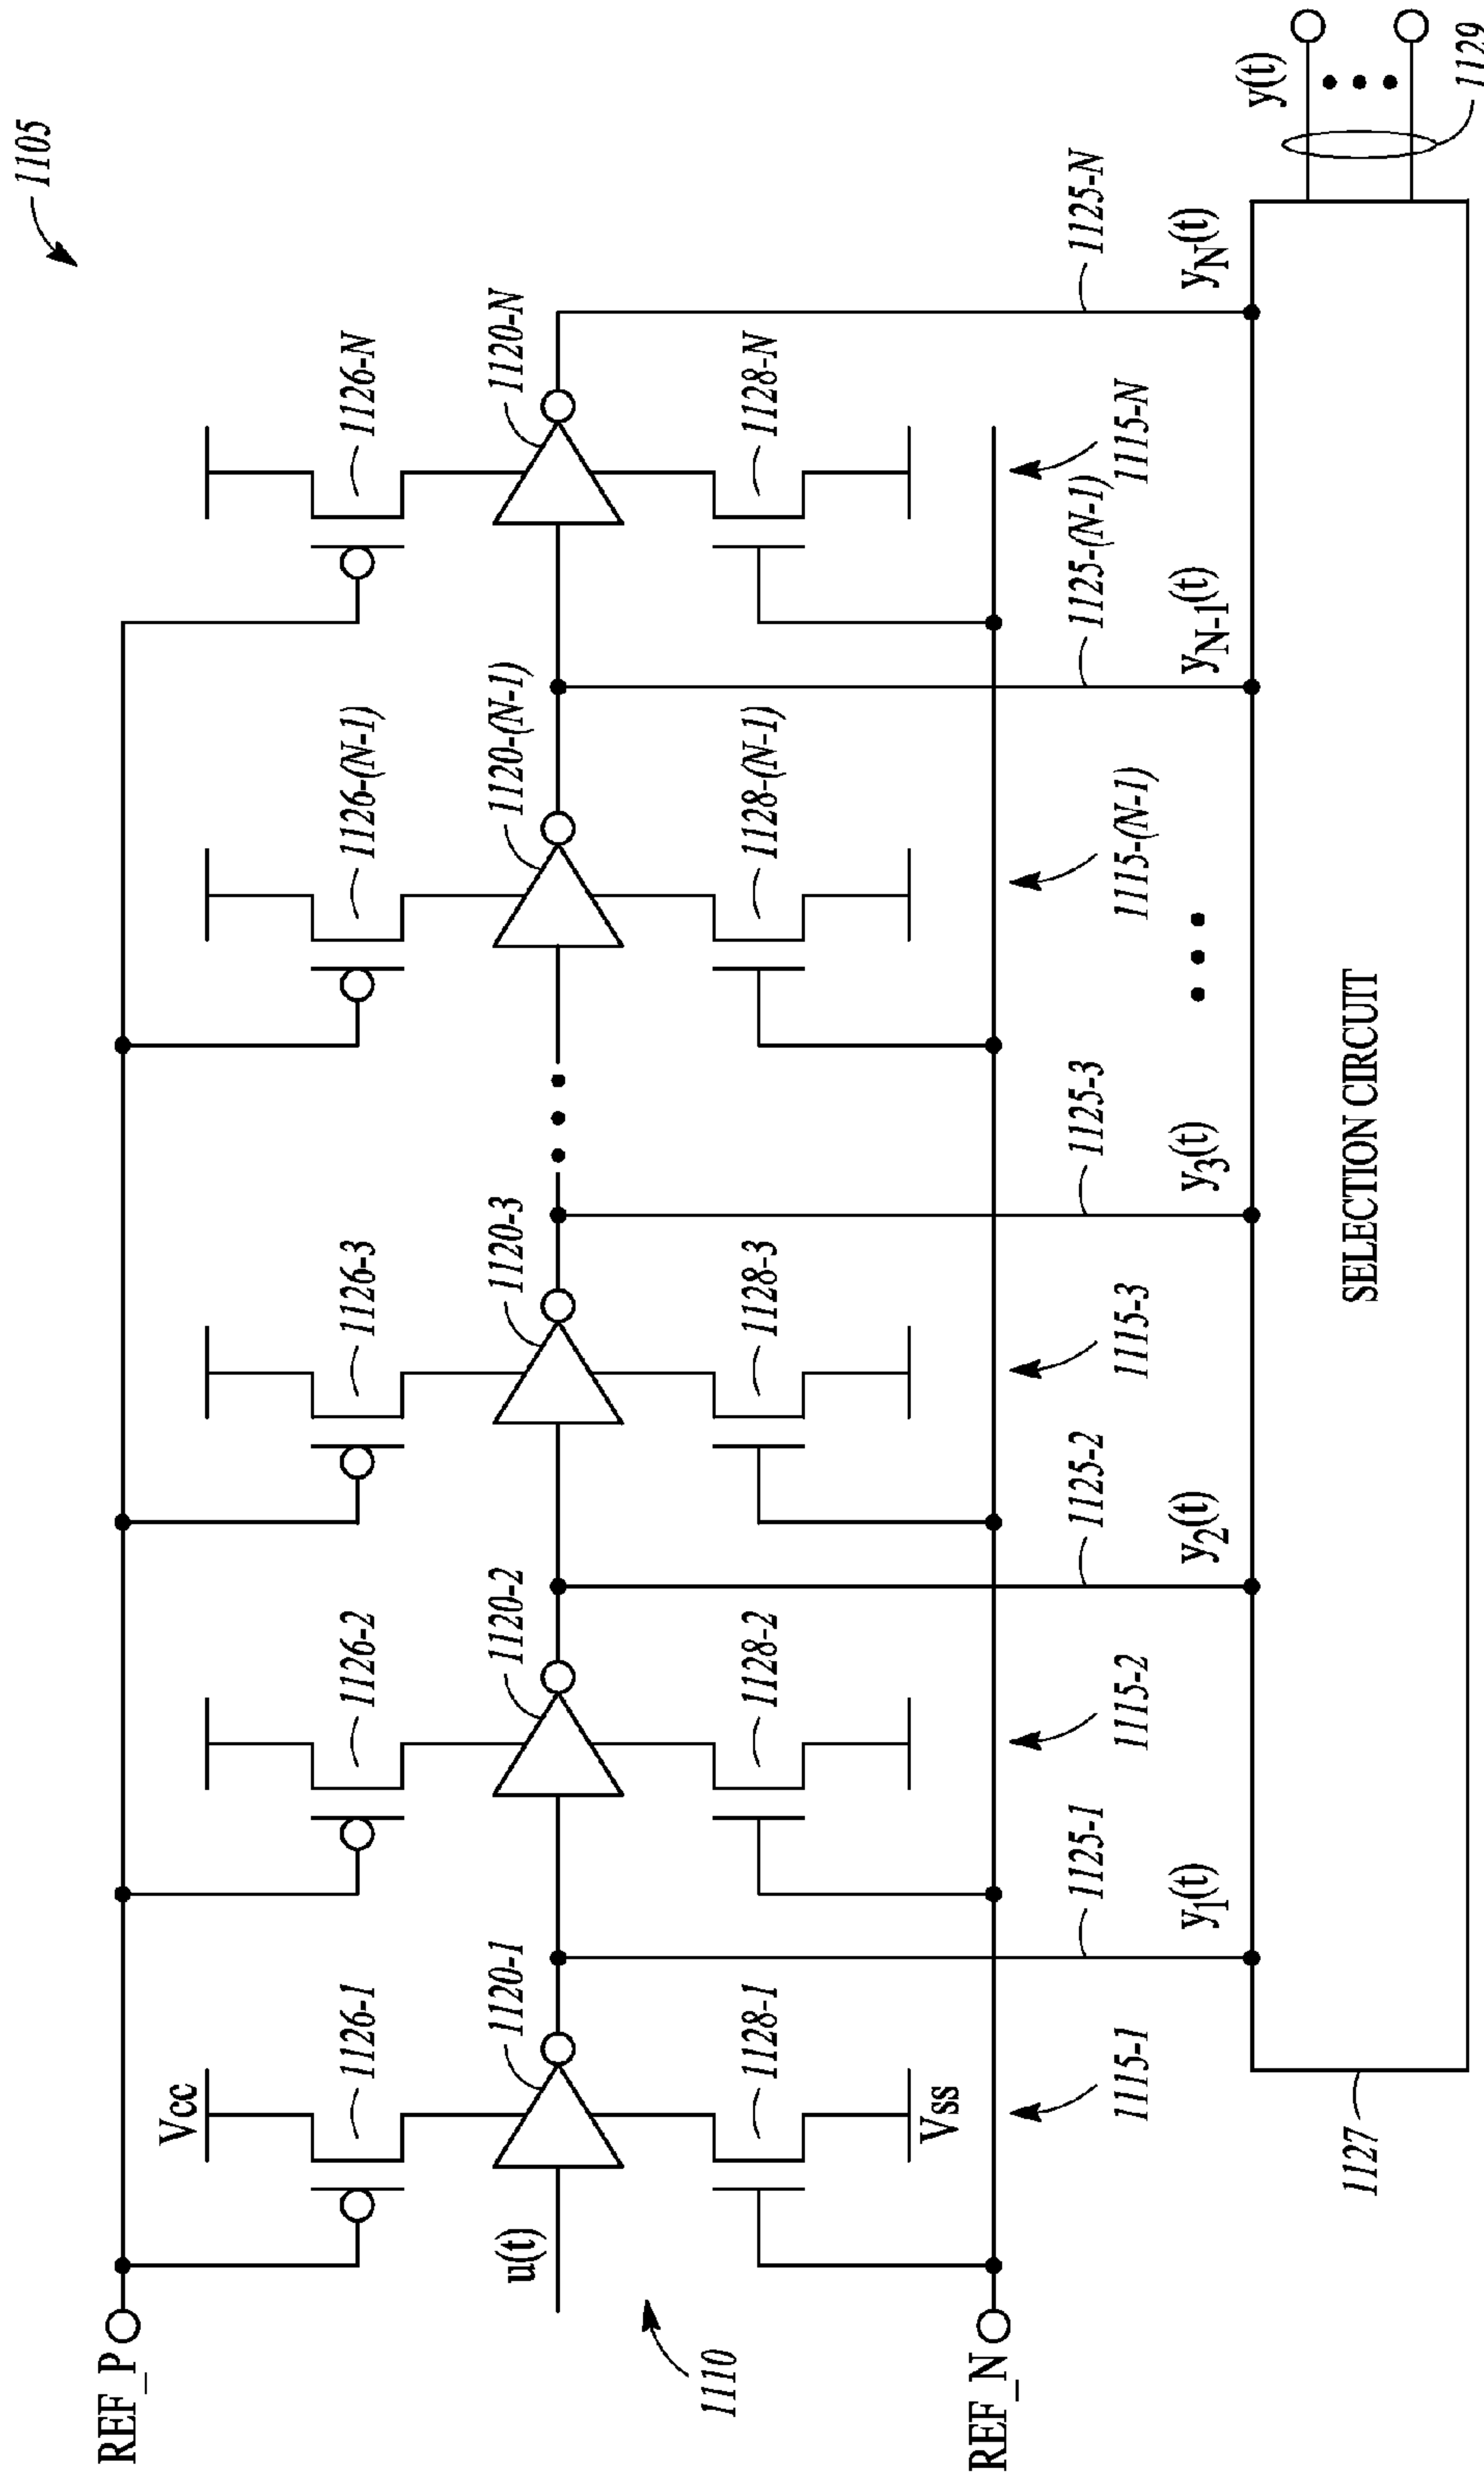 1105
REF_P
Vcc
1126-1
1126-2
1126-3
1126-(N-1)
1126-N
1120-1
1120-2
1120-3
1120-(N-1)
1120-N
u(t)
1110
1128-1
1128-2
1128-3
1128-(N-1)
1128-N
Vss
REF_N
1125-1
1125-2
1125-3
1125-(N-1)
1125-N
1115-1
1115-2
1115-3
1115-(N-1)
1115-N
y1(t)
y2(t)
y3(t)
yN-1(t)
yN(t)
y(t)
SELECTION CIRCUIT
1127
1129